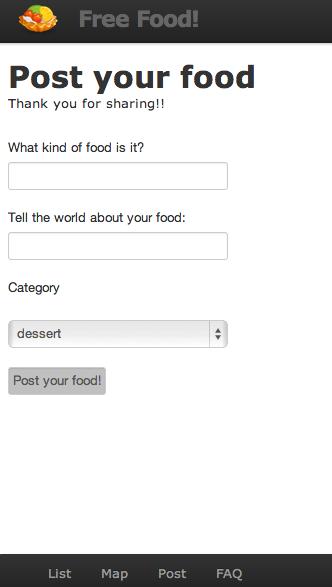 Free Food!
Post your food
Thank you for sharing!!
What kind of food is it?
Tell the world about your food:
Category
dessert
Post your food!
List Map Post FAQ